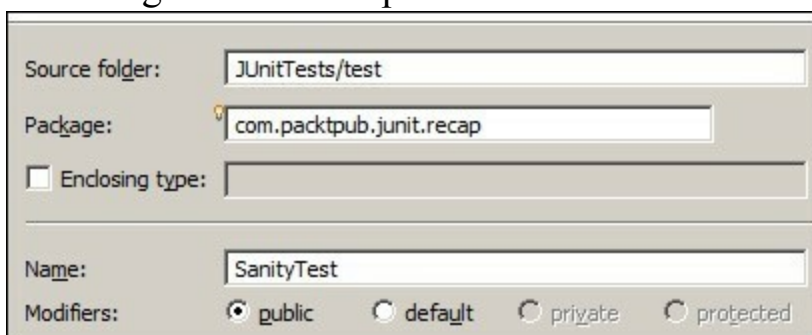 Source folder: JUnitTests/test
Package: com.packtpub.junit.recap
Enclosing type:
Name: SanityTest
Modifiers: public default private protected